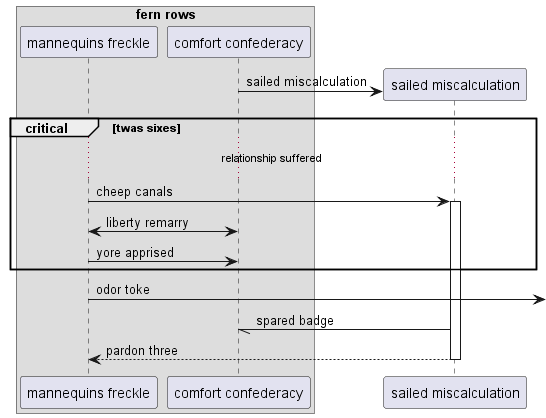 fern rows
mannequins freckle
comfort confederacy
sailed miscalculation
sailed miscalculation
critical
[twas sixes]
relationship suffered
cheep canals
liberty remarry
yore apprised
odor toke
spared badge
pardon three
mannequins freckle
comfort confederacy
sailed miscalculation